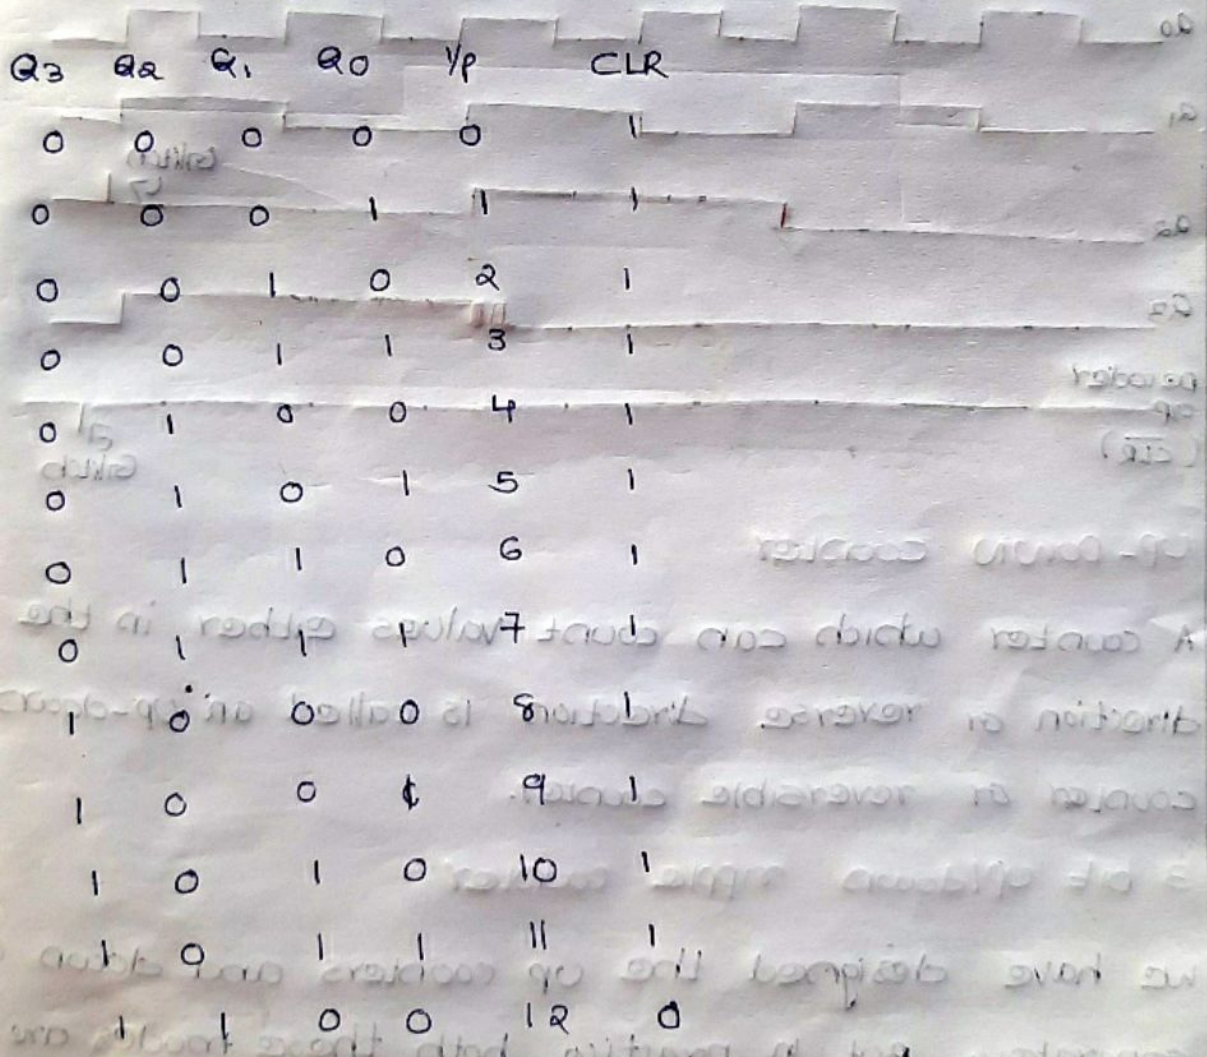 Q3 Q2 Q1 Q0 I/P CLR
0 0 0 0 0 1
0 0 0 1 1 1
0 0 1 0 2 1
0 0 1 1 3 1
0 1 0 0 4 1
0 1 0 1 5 1
0 1 1 0 6 1
0 1 1 1 7 1
1 0 0 0 8 1
1 0 0 1 9 1
1 0 1 0 10 1
1 0 1 1 11 1
1 1 0 0 12 0